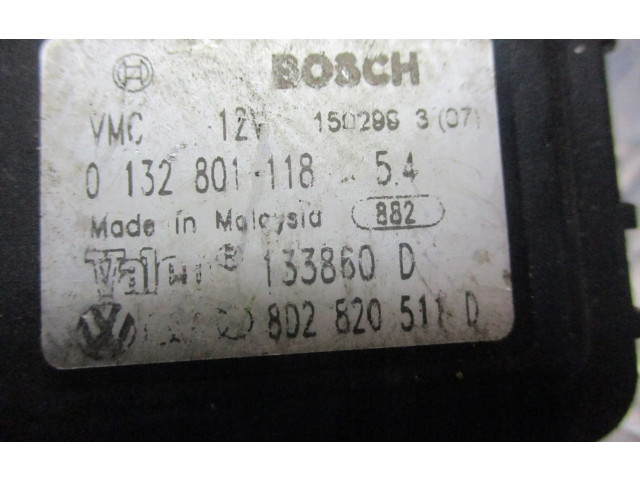 BOSCH
VMC 12V 150299 3 (07)
0 132 801-118 5.4
Made in Malaysia 882
Valeo® 133860 D
8D2 820 511 D